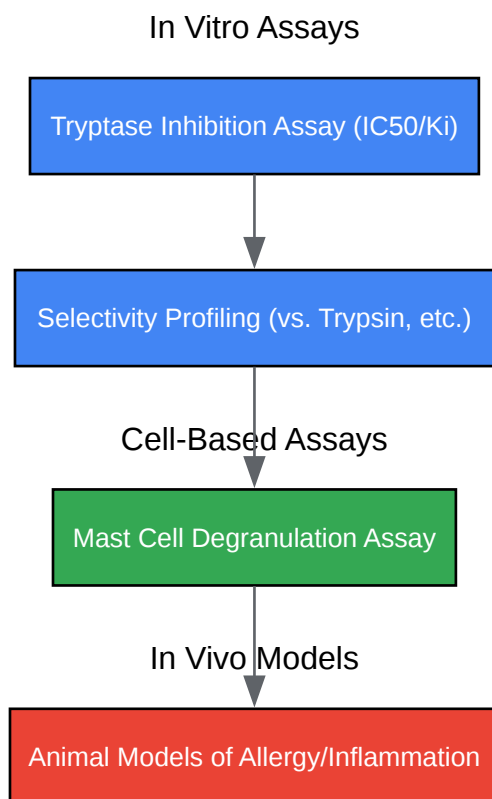 In Vitro Assays
Tryptase Inhibition Assay (IC50/Ki)
Selectivity Profiling (vs. Trypsin, etc.)
Cell-Based Assays
Mast Cell Degranulation Assay
In Vivo Models
Animal Models of Allergy/Inflammation